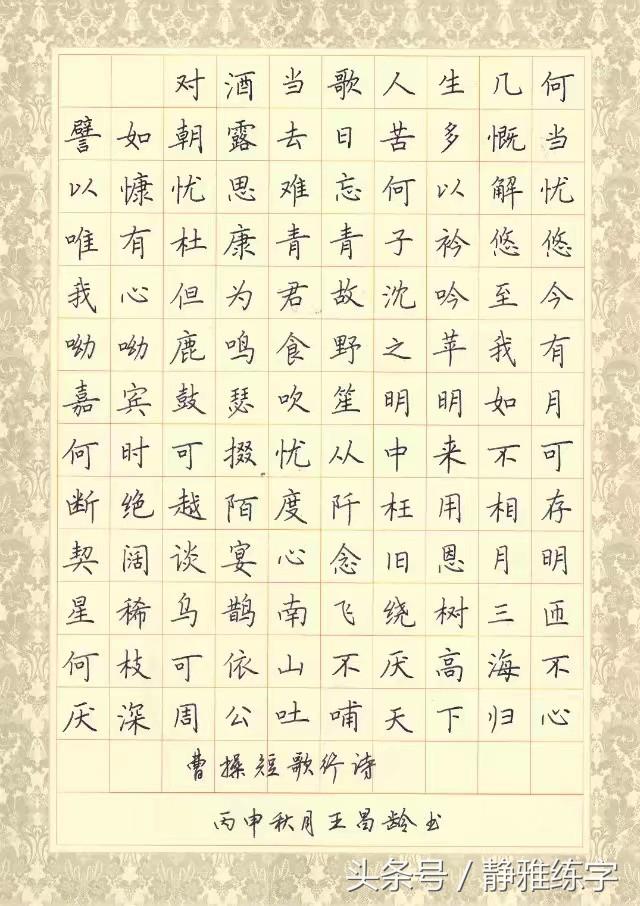 对酒当歌人生几何
譬如朝露去日苦多慨当
以慷忧思难忘何以解忧
唯有杜康青青子衿悠悠
我心但为君故沈吟至今
呦呦鹿鸣食野之苹我有
嘉宾鼓瑟吹笙明明如月
何时可掇忧从中来不可
断绝越陌度阡枉用相存
契阔谈宴心念旧恩月明
星稀乌鹊南飞绕树三匝
何枝可依山不厌高海不
厌深周公吐哺天下归心
曹操短歌行诗
丙申秋月王昌龄书
头条号/静雅练字